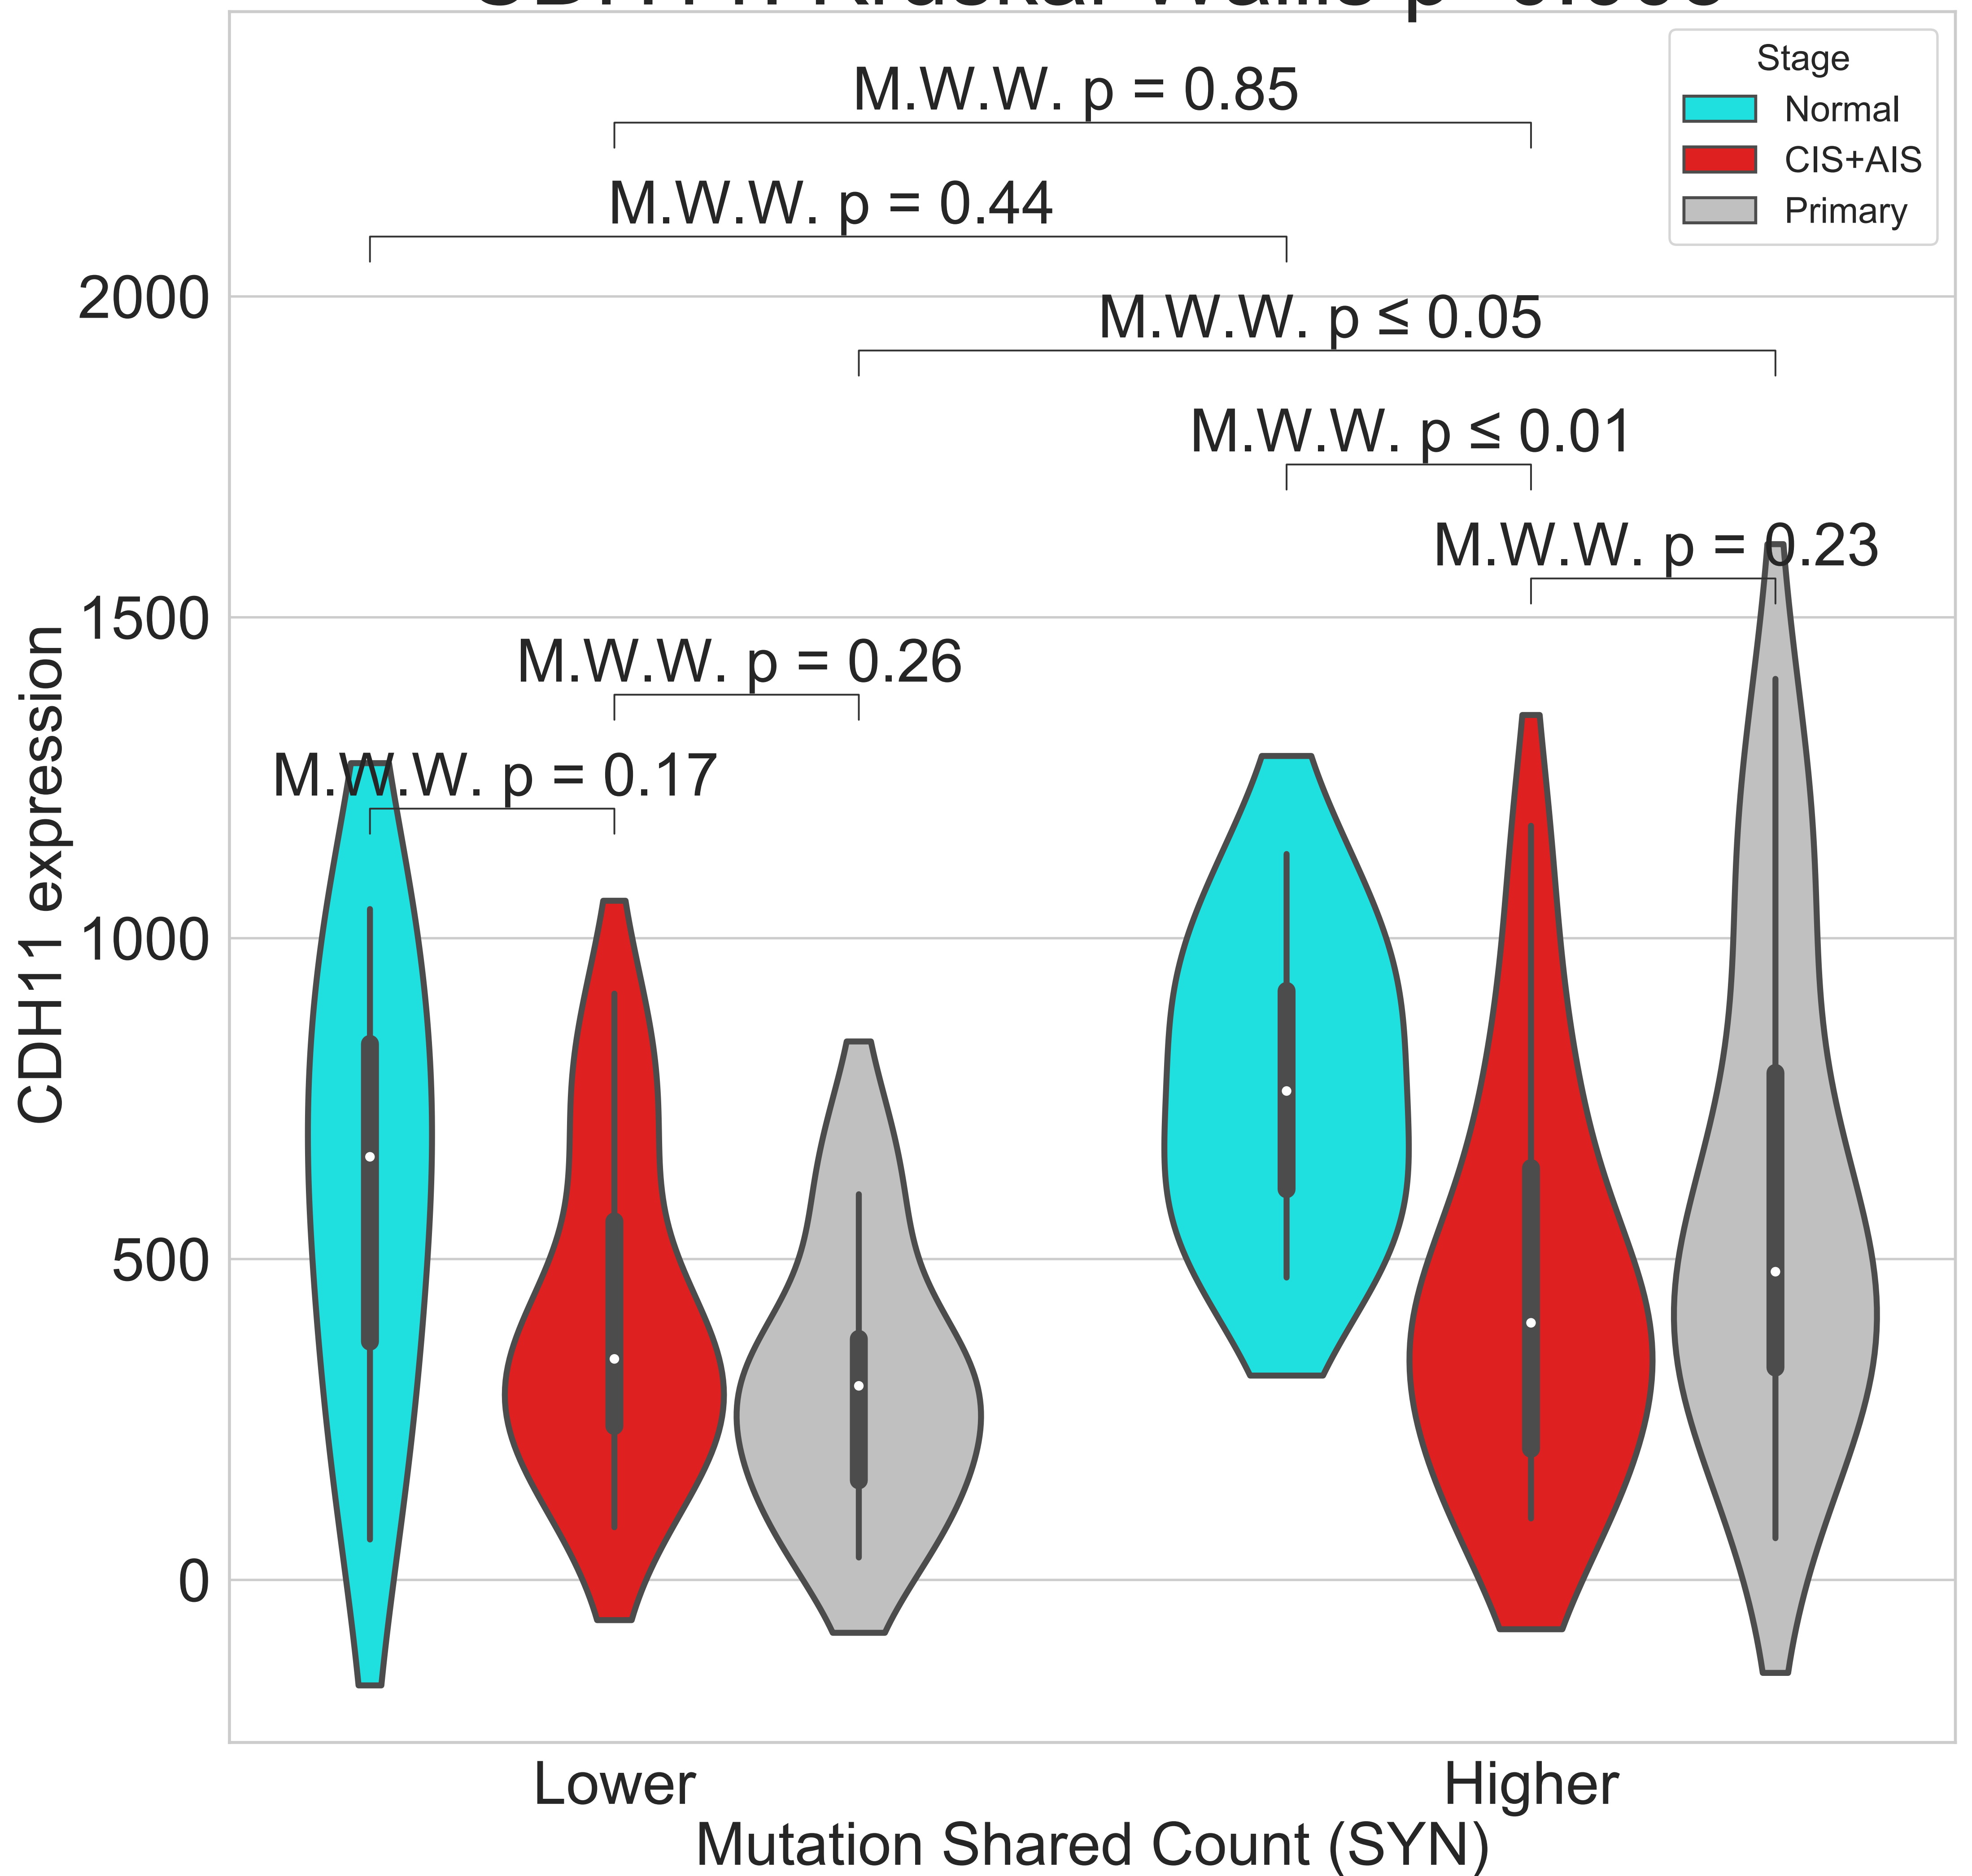 Stage
Normal
CIS+AIS
Primary
M.W.W. p = 0.85
M.W.W. p = 0.44
M.W.W. p ≤ 0.05
M.W.W. p ≤ 0.01
M.W.W. p = 0.23
M.W.W. p = 0.26
M.W.W. p = 0.17
CDH11 expression
2000
1500
1000
500
0
Lower
Higher
Mutation Shared Count (SYN)